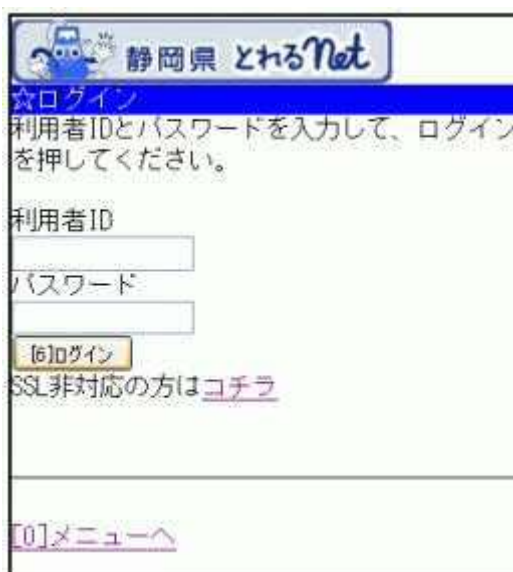 静岡県 とれるnet
☆ログイン
利用者IDとパスワードを入力して、ログイン
を押してください。
利用者ID
パスワード
[6]ログイン
SSL非対応の方はコチラ
[0]メニューへ